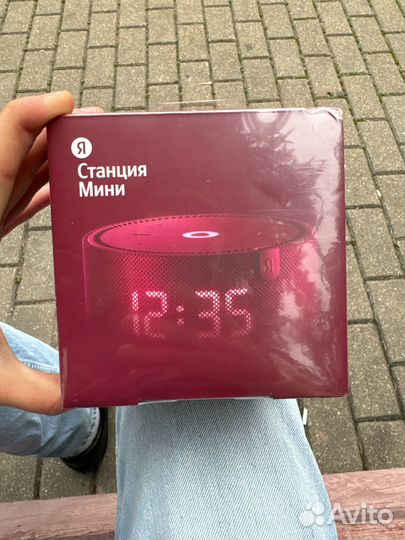 Я
Станция
Мини
Я
12:35
Avito